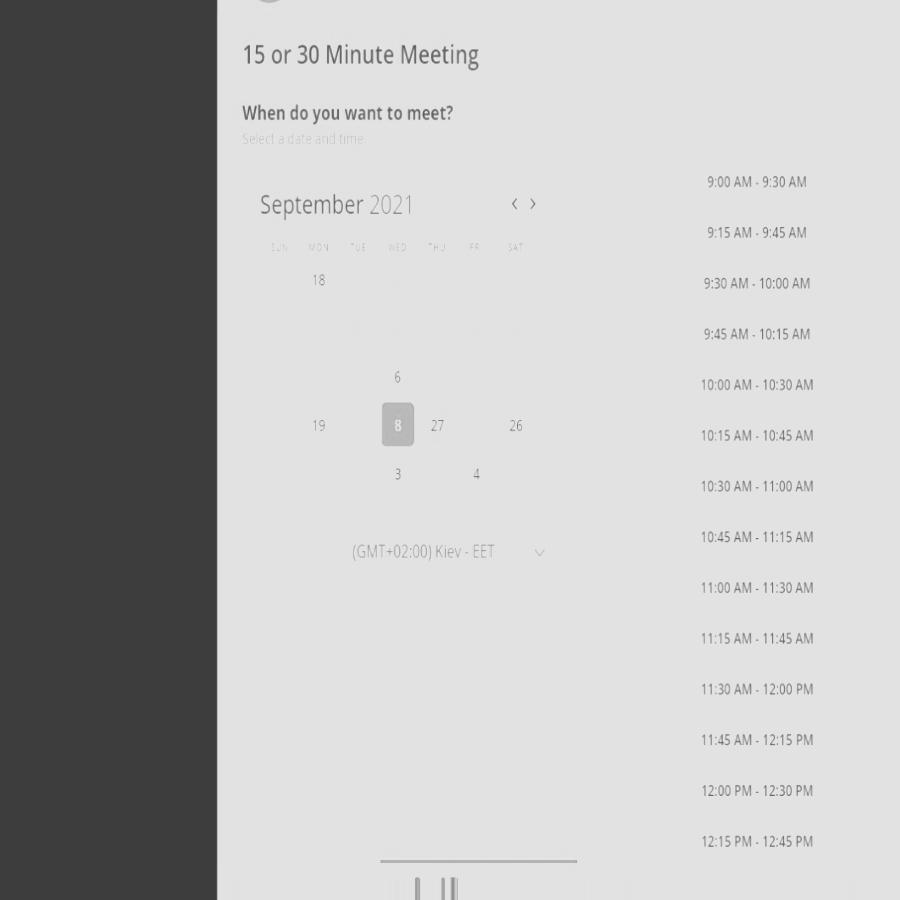 15 or 30 Minute Meeting
When do you want to meet?
Select a date and time.
September 2021
< >
SUN MON TUE WED THU FRI SAT
18
6
19 8 27 26
3 4
(GMT+02:00) Kiev - EET
9:00 AM - 9:30 AM
9:15 AM - 9:45 AM
9:30 AM - 10:00 AM
9:45 AM - 10:15 AM
10:00 AM - 10:30 AM
10:15 AM - 10:45 AM
10:30 AM - 11:00 AM
10:45 AM - 11:15 AM
11:00 AM - 11:30 AM
11:15 AM - 11:45 AM
11:30 AM - 12:00 PM
11:45 AM - 12:15 PM
12:00 PM - 12:30 PM
12:15 PM - 12:45 PM